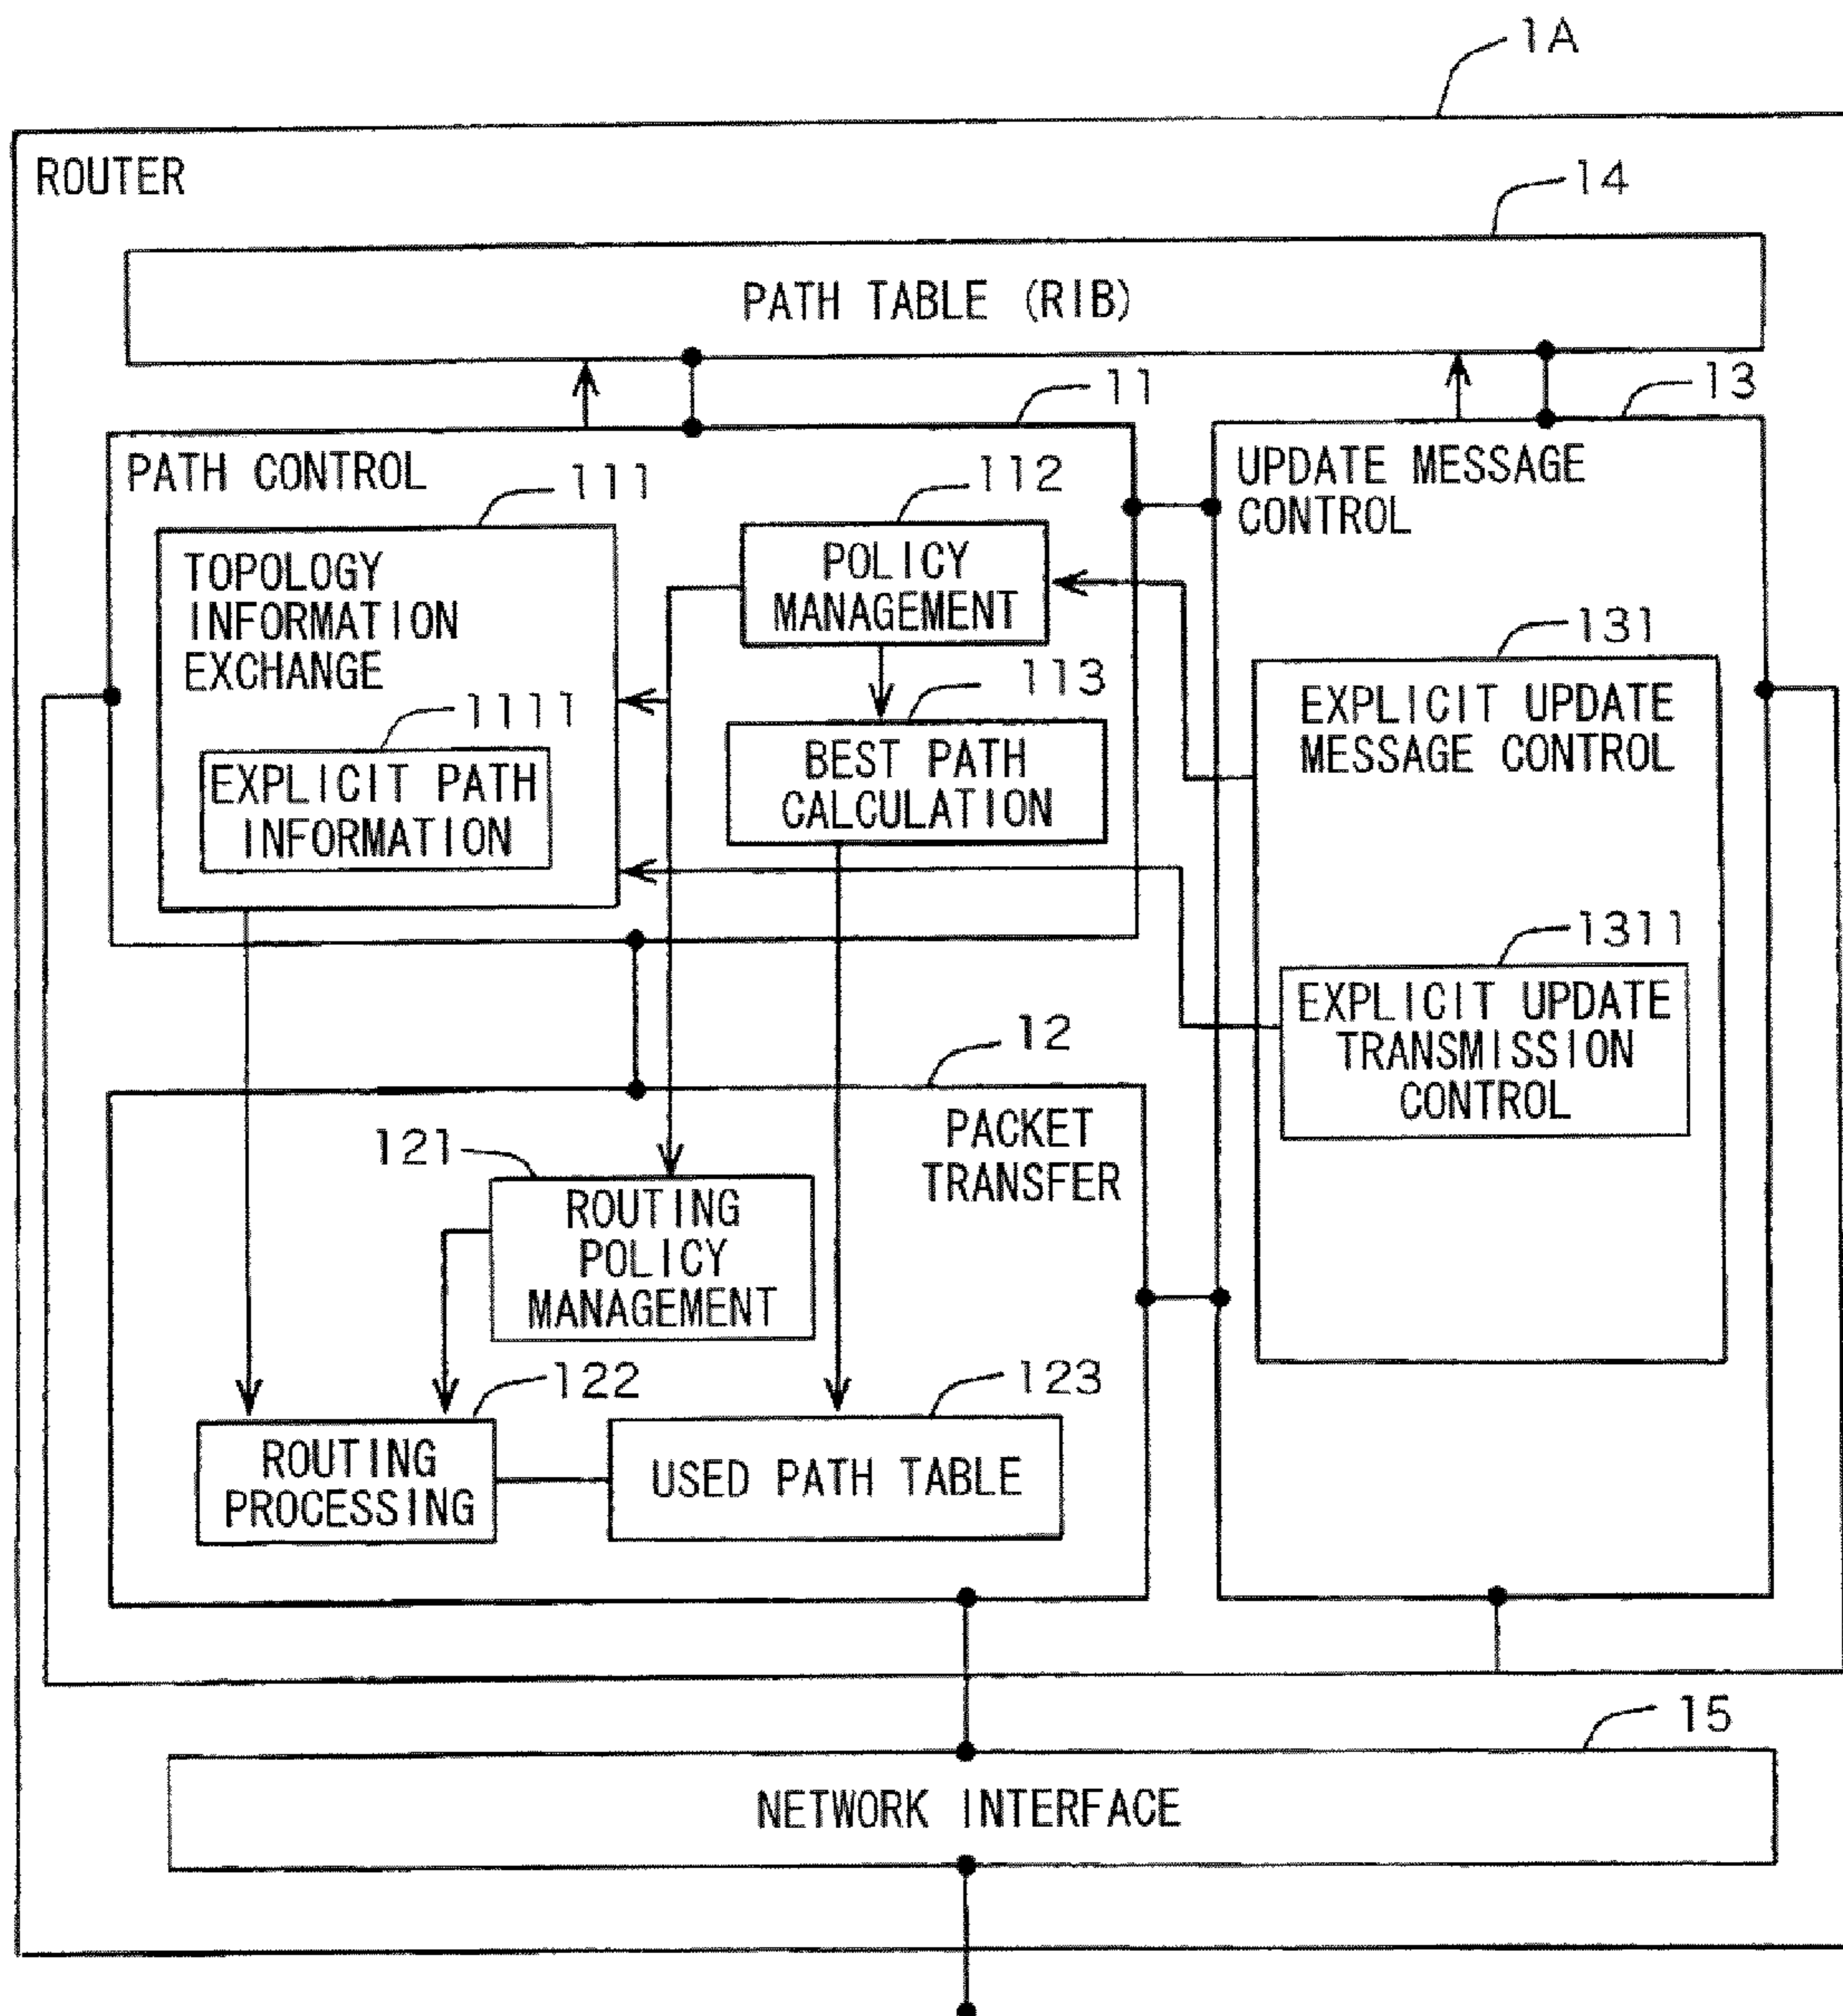 1A
ROUTER
14
PATH TABLE (RIB)
11
13
PATH CONTROL
UPDATE MESSAGE
CONTROL
111
112
TOPOLOGY
INFORMATION
EXCHANGE
POLICY
MANAGEMENT
131
113
1111
EXPLICIT UPDATE
MESSAGE CONTROL
EXPLICIT PATH
INFORMATION
BEST PATH
CALCULATION
1311
EXPLICIT UPDATE
TRANSMISSION
CONTROL
12
PACKET
TRANSFER
121
ROUTING
POLICY
MANAGEMENT
122
123
ROUTING
PROCESSING
USED PATH TABLE
15
NETWORK INTERFACE